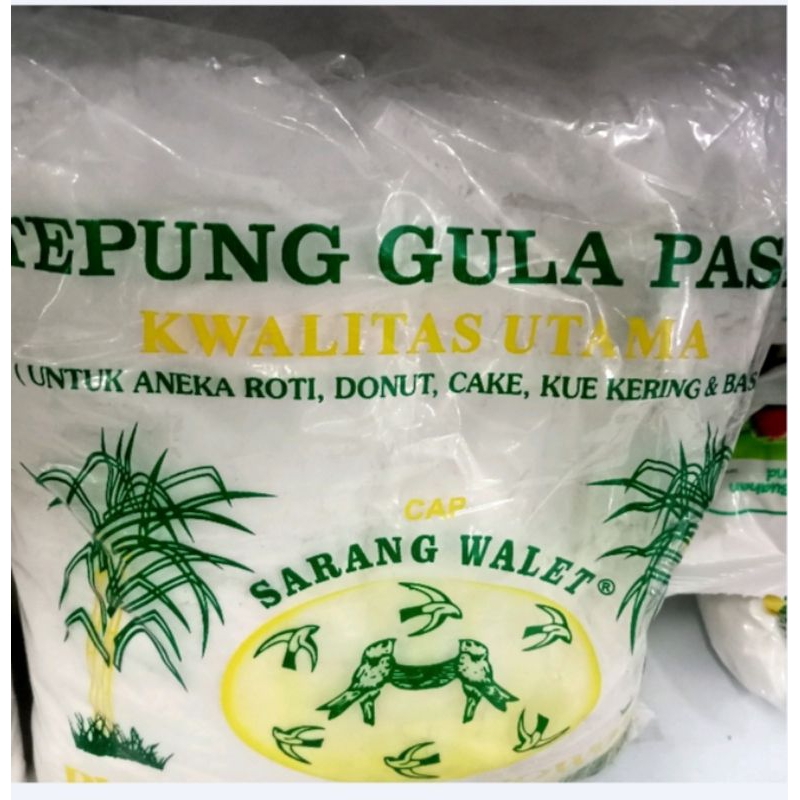 TEPUNG GULA PAS
KWALITAS UTAMA
( UNTUK ANEKA ROTI, DONUT, CAKE, KUE KERING & BAS
CAP
SARANG WALET®